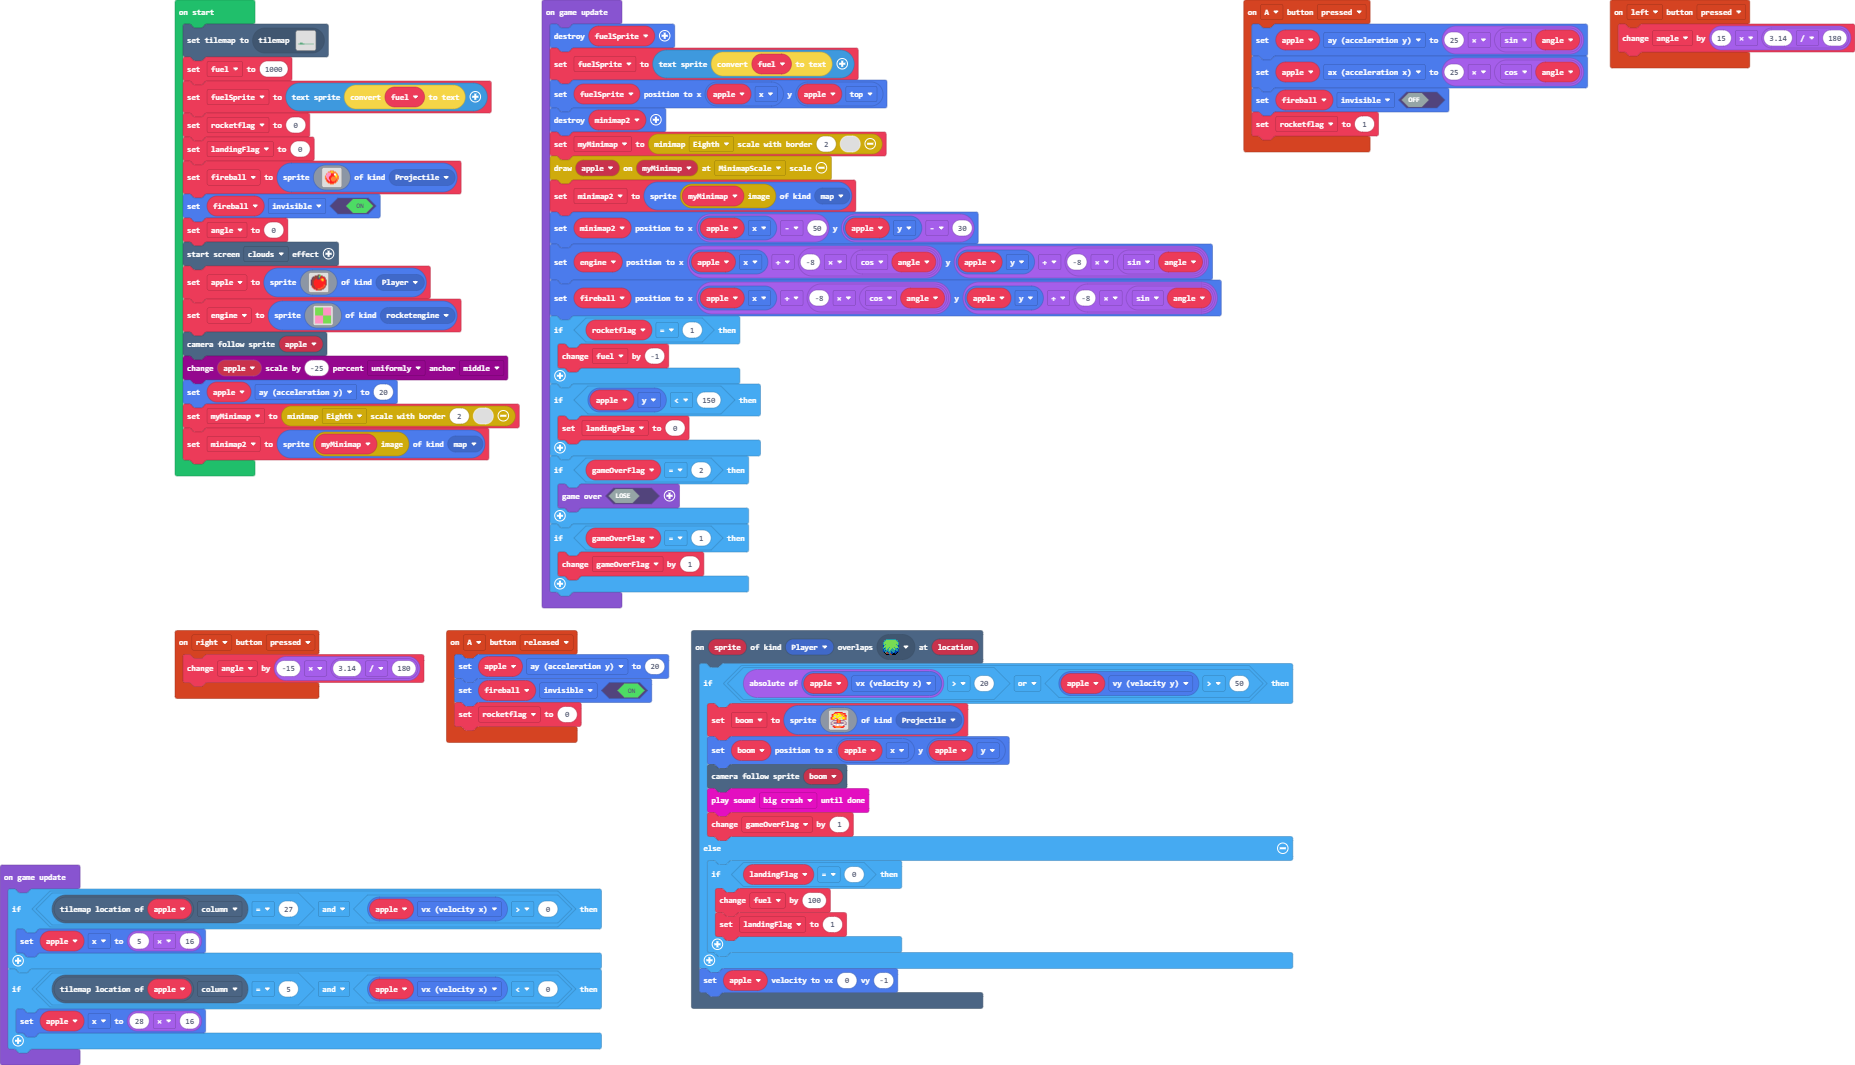 on start
set tilemap to tilemap
set fuel to 1000
set fuelSprite to text sprite convert fuel to text
set rocketflag to 0
set landingFlag to 0
set fireball to sprite of kind Projectile
set fireball invisible ON
set angle to 0
start screen clouds effect
set apple to sprite of kind Player
set engine to sprite of kind rocketengine
camera follow sprite apple
change apple scale by -25 percent uniformly anchor middle
set apple ay (acceleration y) to 20
set myMinimap to minimap Eighth scale with border 2
set minimap2 to sprite myMinimap image of kind map
on game update
destroy fuelSprite
set fuelSprite to text sprite convert fuel to text
set fuelSprite position to x apple x y apple top
destroy minimap2
set myMinimap to minimap Eighth scale with border 2
draw apple on myMinimap at MinimapScale scale
set minimap2 to sprite myMinimap image of kind map
set minimap2 position to x apple x - 50 y apple y - 30
set engine position to x apple x + -8 × cos angle y apple y + -8 × sin angle
set fireball position to x apple x + -8 × cos angle y apple y + -8 × sin angle
if rocketflag = 1 then
change fuel by -1
if apple y < 150 then
set landingFlag to 0
if gameOverFlag = 2 then
game over LOSE
if gameOverFlag = 1 then
change gameOverFlag by 1
on A button pressed
set apple ay (acceleration y) to 25 × sin angle
set apple ax (acceleration x) to 25 × cos angle
set fireball invisible OFF
set rocketflag to 1
on left button pressed
change angle by 15 × 3.14 / 180
on right button pressed
change angle by -15 × 3.14 / 180
on A button released
set apple ay (acceleration y) to 20
set fireball invisible ON
set rocketflag to 0
on sprite of kind Player overlaps at location
if absolute of apple vx (velocity x) > 20 or apple vy (velocity y) > 50 then
set boom to sprite of kind Projectile
set boom position to x apple x y apple y
camera follow sprite boom
play sound big crash until done
change gameOverFlag by 1
else
if landingFlag = 0 then
change fuel by 100
set landingFlag to 1
set apple velocity to vx 0 vy -1
on game update
if tilemap location of apple column = 27 and apple vx (velocity x) > 0 then
set apple x to 5 × 16
if tilemap location of apple column = 5 and apple vx (velocity x) < 0 then
set apple x to 28 × 16